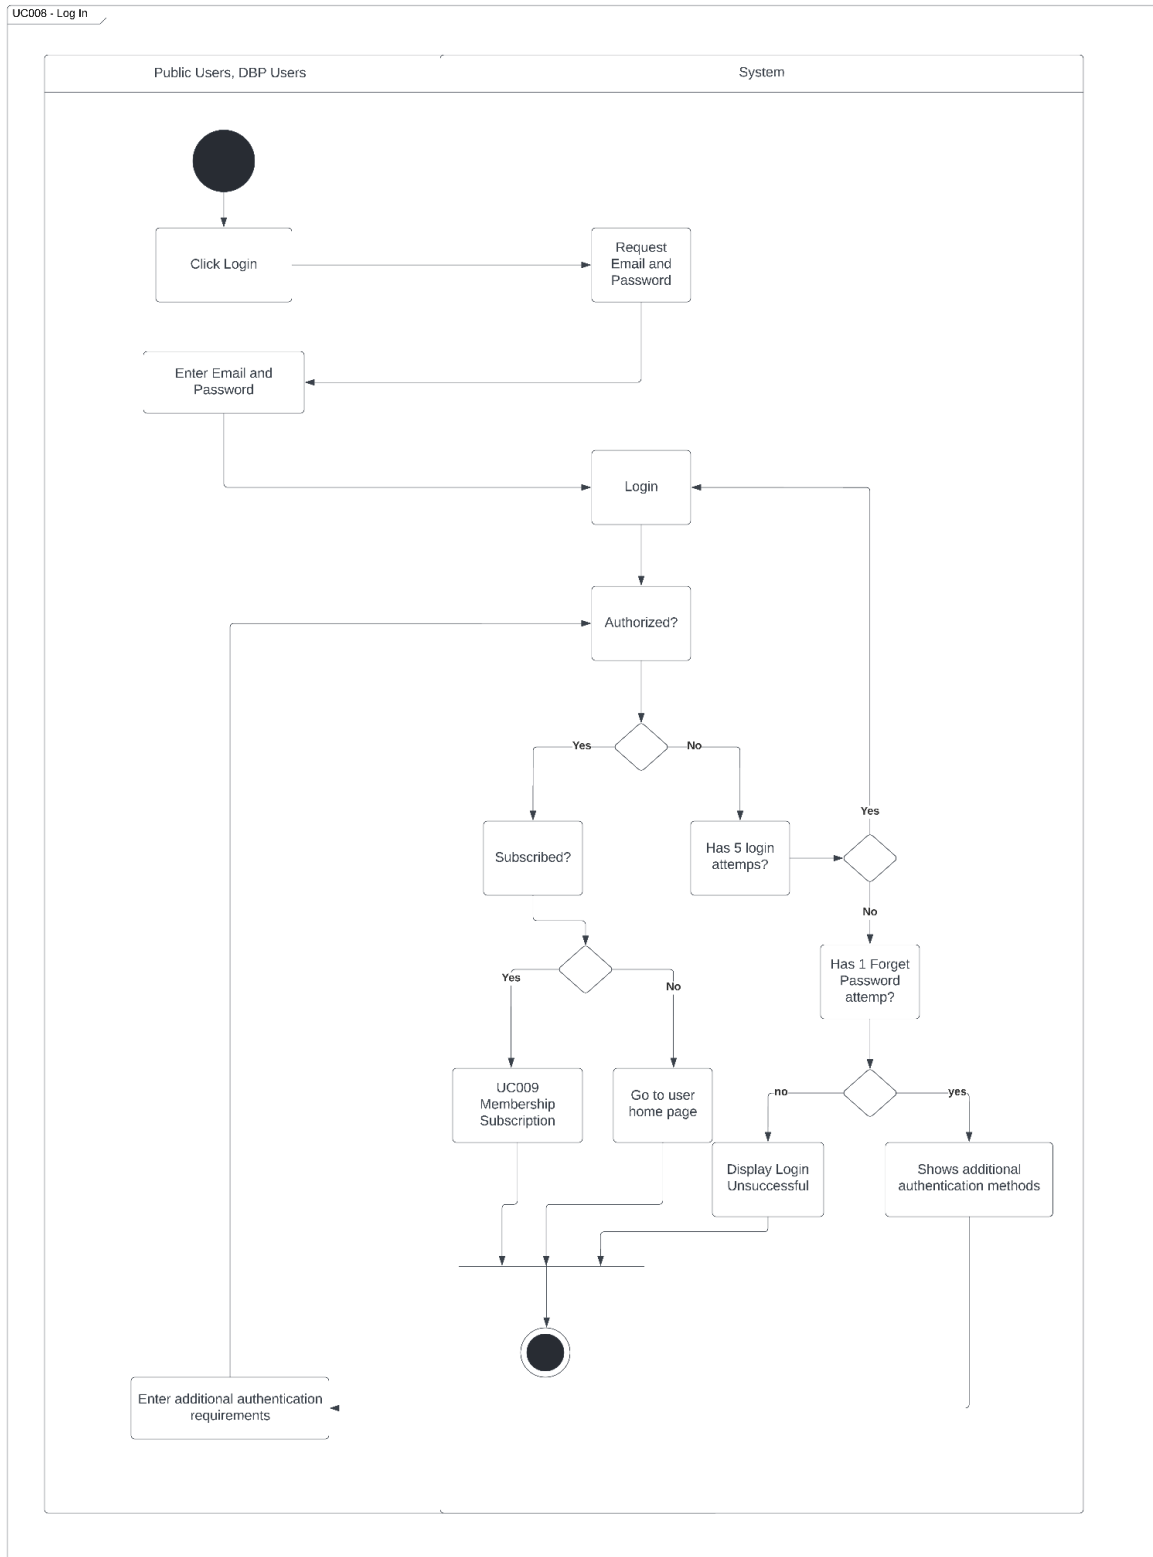 UC008 - Log In
Public Users, DBP Users
System
Click Login
Request
Email and
Password
Enter Email and
Password
Login
Authorized?
Yes
No
Subscribed?
Has 5 login
attemps?
Yes
No
Has 1 Forget
Password
attemp?
Yes
No
UC009
Membership
Subscription
Go to user
home page
no
yes
Display Login
Unsuccessful
Shows additional
authentication methods
Enter additional authentication
requirements